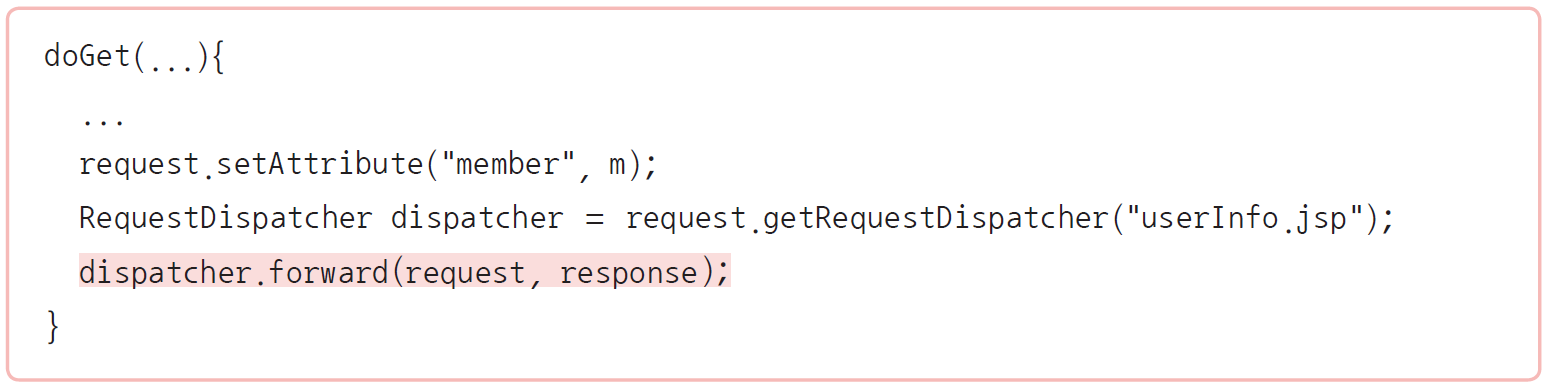 doGet(...){
...
request.setAttribute("member", m);
RequestDispatcher dispatcher = request.getRequestDispatcher("userInfo.jsp");
dispatcher.forward(request, response);
}